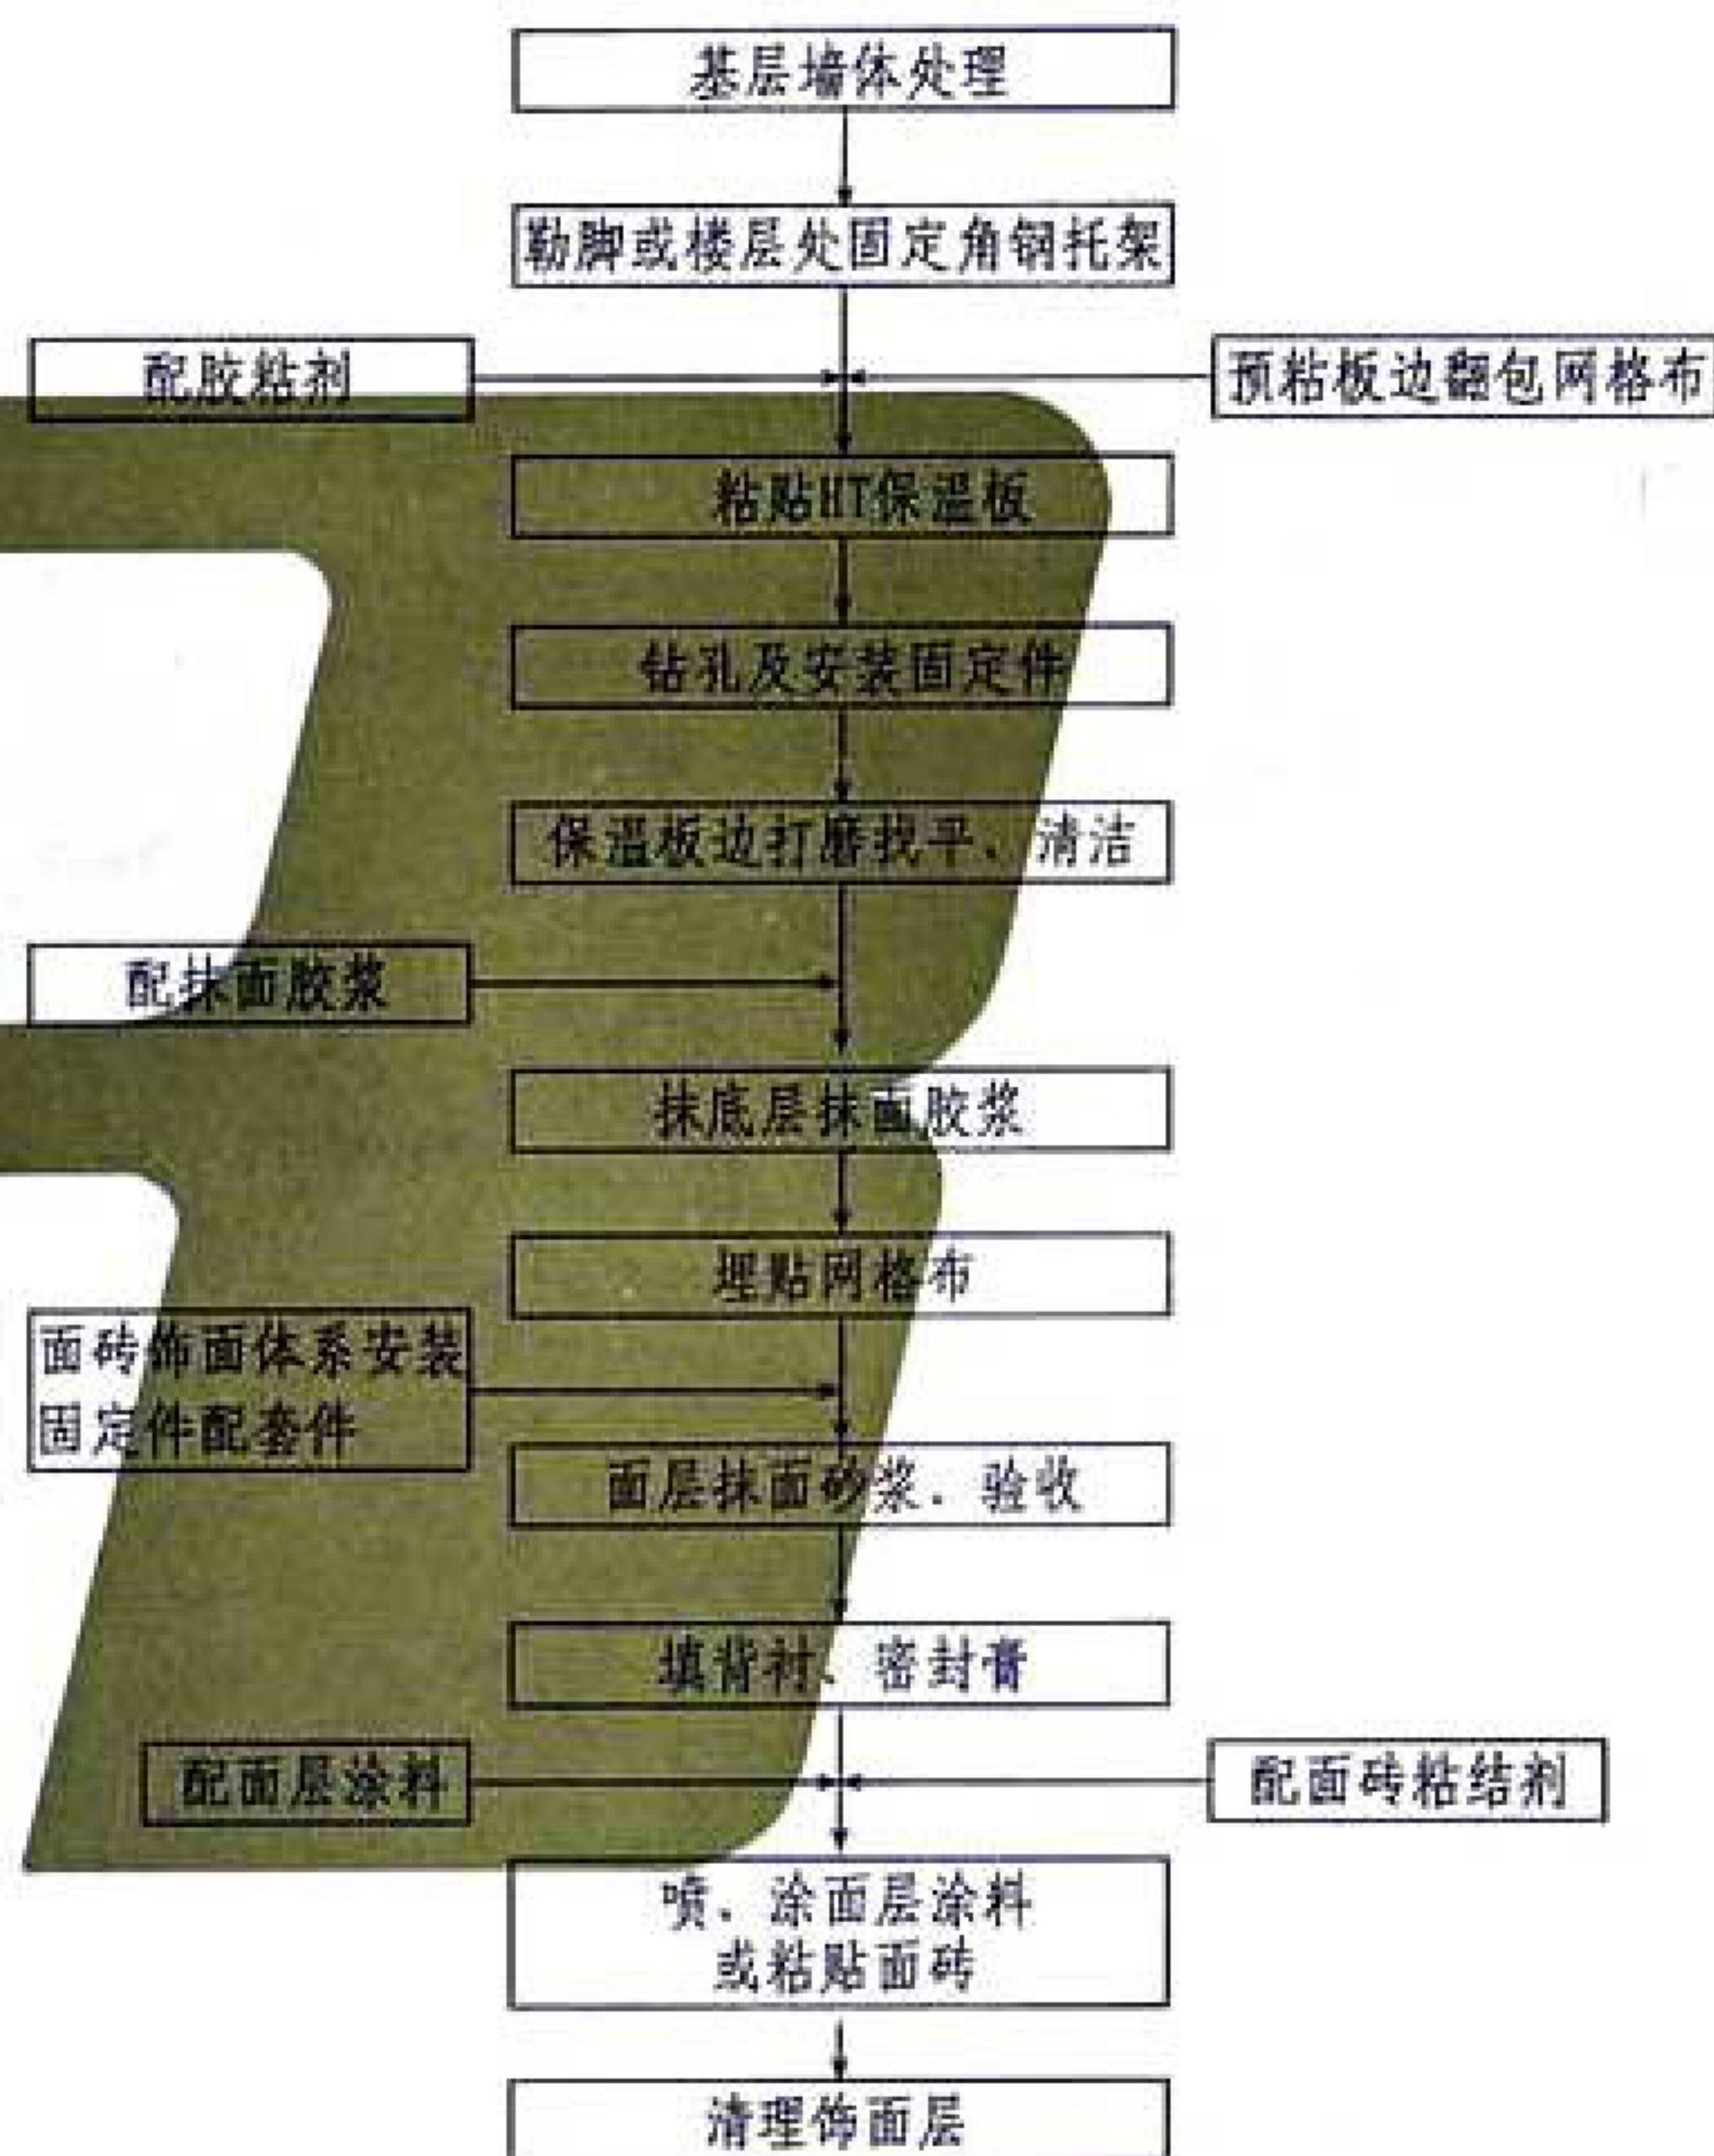 基层墙体处理
勒脚或楼层处固定角钢托架
配胶粘剂
预粘板边翻包网格布
粘贴HT保温板
钻孔及安装固定件
保温板边打磨找平、清洁
配抹面胶浆
抹底层抹面胶浆
埋贴网格布
面砖饰面体系安装
固定件配套件
面层抹面砂浆、验收
填背衬、密封膏
配面层涂料
配面砖粘结剂
喷、涂面层涂料
或粘贴面砖
清理饰面层